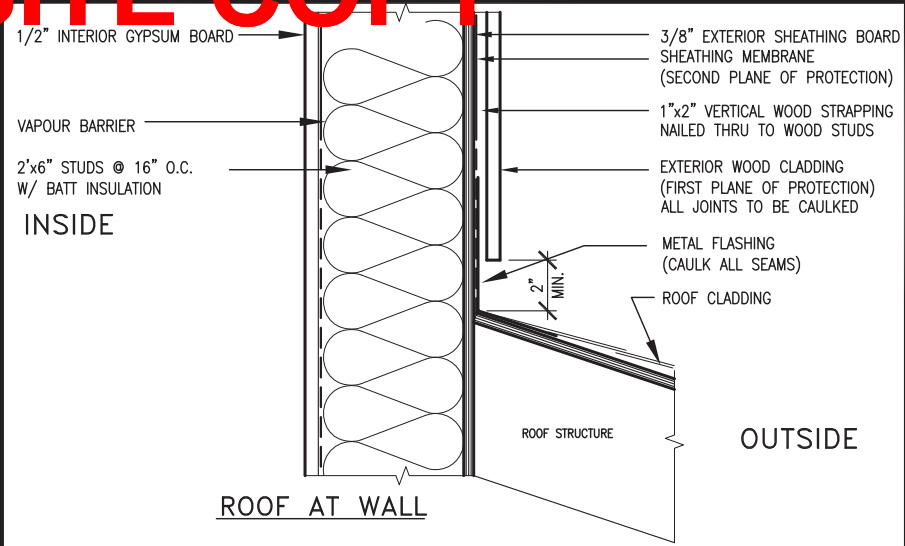 SITE COPY
1/2" INTERIOR GYPSUM BOARD
VAPOUR BARRIER
2'x6" STUDS @ 16" O.C.
W/ BATT INSULATION
INSIDE
3/8" EXTERIOR SHEATHING BOARD
SHEATHING MEMBRANE
(SECOND PLANE OF PROTECTION)
1"x2" VERTICAL WOOD STRAPPING
NAILED THRU TO WOOD STUDS
EXTERIOR WOOD CLADDING
(FIRST PLANE OF PROTECTION)
ALL JOINTS TO BE CAULKED
METAL FLASHING
(CAULK ALL SEAMS)
2"
MIN.
ROOF CLADDING
ROOF STRUCTURE
OUTSIDE
ROOF AT WALL